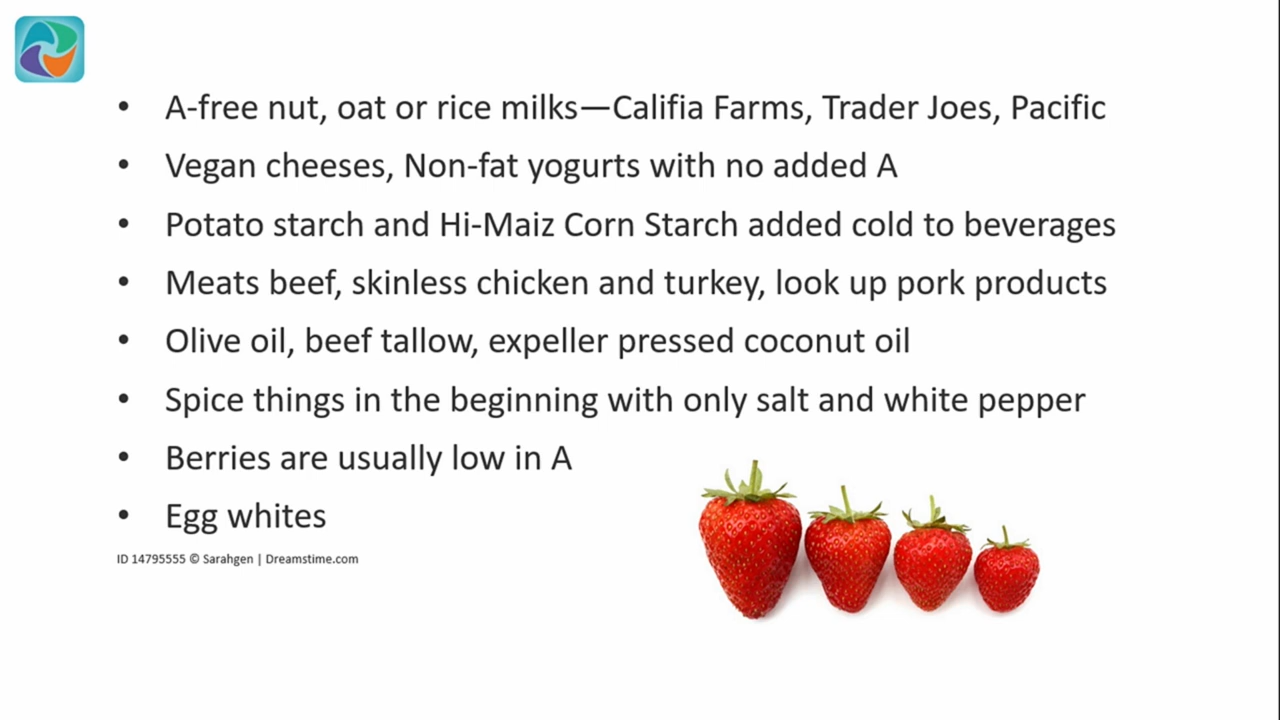 • A-free nut, oat or rice milks—Califia Farms, Trader Joes, Pacific
• Vegan cheeses, Non-fat yogurts with no added A
• Potato starch and Hi-Maiz Corn Starch added cold to beverages
• Meats beef, skinless chicken and turkey, look up pork products
• Olive oil, beef tallow, expeller pressed coconut oil
• Spice things in the beginning with only salt and white pepper
• Berries are usually low in A
• Egg whites
ID 14795555 © Sarahgen | Dreamstime.com